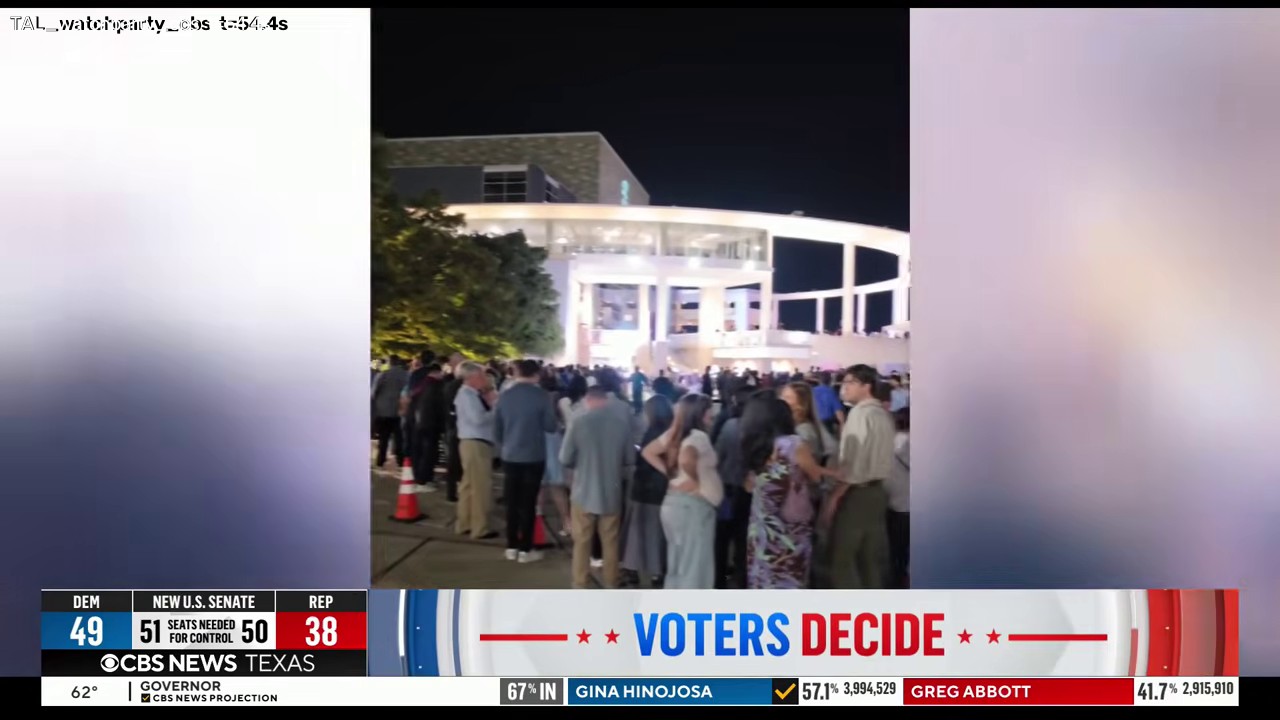 TAL_watchparty_cbs t=54.4s
DEM
NEW U.S. SENATE
REP
49
51
SEATS NEEDED
FOR CONTROL
50
38
CBS NEWS TEXAS
VOTERS DECIDE
62°
GOVERNOR
CBS NEWS PROJECTION
67% IN
GINA HINOJOSA
57.1% 3,994,529
GREG ABBOTT
41.7% 2,915,910